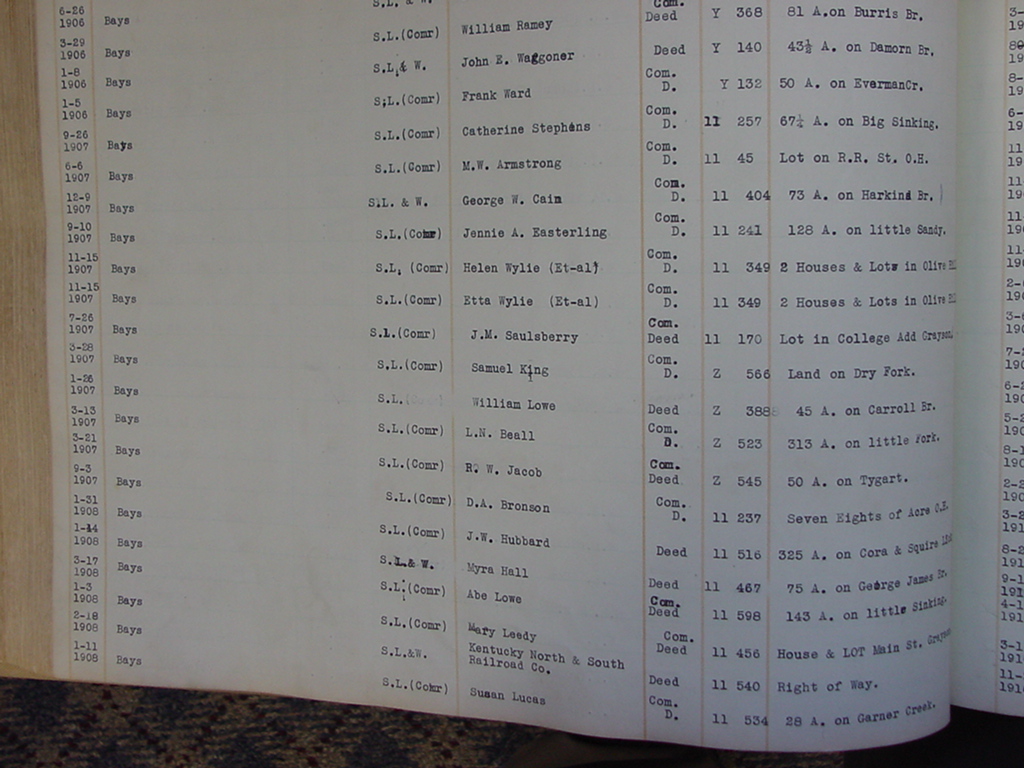 6-26
1906 Bays S.L. & W.
3-29 Com.
1906 Bays S.L.(Comr) William Ramey Deed Y 368 81 A.on Burris Br.
1-8
1906 Bays S.L.& W. John E. Waggoner Deed Y 140 43½ A. on Damorn Br.
1-5 Com.
1906 Bays S.L.(Comr) Frank Ward D. Y 132 50 A. on EvermanCr.
9-26 Com.
1907 Bays S.L.(Comr) Catherine Stephens D. 11 257 67¼ A. on Big Sinking.
6-6 Com.
1907 Bays S.L.(Comr) M.W. Armstrong D. 11 45 Lot on R.R. St. O.H.
12-9 Com.
1907 Bays S.L. & W. George W. Cain D. 11 404 73 A. on Harkind Br.
9-10 Com.
1907 Bays S.L.(Comr) Jennie A. Easterling D. 11 241 128 A. on little Sandy.
11-15 Com.
1907 Bays S.L. (Comr) Helen Wylie (Et-al) D. 11 349 2 Houses & Lots in Olive
11-15 Com.
1907 Bays S.L.(Comr) Etta Wylie (Et-al) D. 11 349 2 Houses & Lots in Olive
7-26 Com.
1907 Bays S.L.(Comr) J.M. Saulsberry Deed 11 170 Lot in College Add Grayson
3-28 Com.
1907 Bays S.L.(Comr) Samuel King D. Z 566 Land on Dry Fork.
1-26
1907 Bays S.L. William Lowe Deed Z 388 45 A. on Carroll Br.
3-13 Com.
1907 Bays S.L.(Comr) L.N. Beall D. Z 523 313 A. on little Fork.
3-21 Com.
1907 Bays S.L.(Comr) R. W. Jacob Deed Z 545 50 A. on Tygart.
9-3 Com.
1907 Bays S.L.(Comr) D.A. Bronson D. 11 237 Seven Eights of Acre O.H.
1-31
1908 Bays S.L.(Comr) J.W. Hubbard Deed 11 516 325 A. on Cora & Squire
1-14
1908 Bays S.L.& W. Myra Hall Deed 11 467 75 A. on George James Br.
3-17 Com.
1908 Bays S.L.(Comr) Abe Lowe Deed 11 598 143 A. on little Sinking.
1-3 Com.
1908 Bays S.L.(Comr) Mary Leedy Deed 11 456 House & LOT Main St. Grayson
2-18 Kentucky North & South
1908 Bays S.L.&W. Railroad Co. Deed 11 540 Right of Way.
1-11 Com.
1908 Bays S.L.(Comr) Susan Lucas D. 11 534 28 A. on Garner Creek.